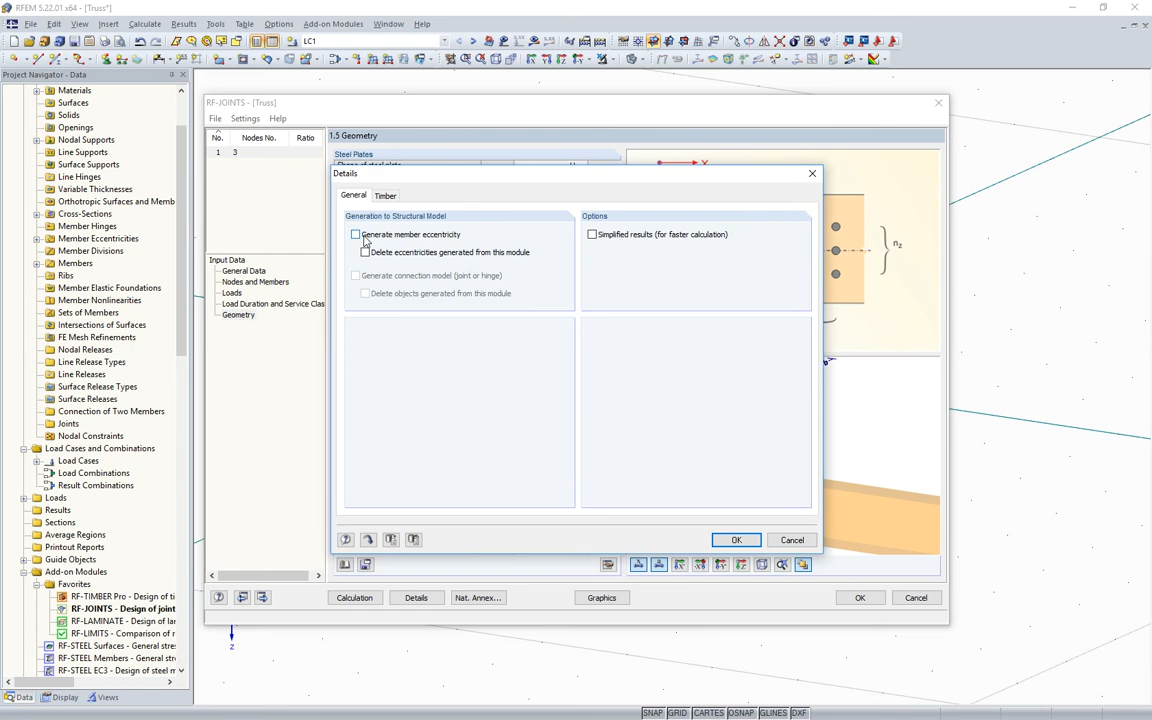 RFEM 5.22.01 x64 - [Truss*]
File Edit View Insert Calculate Results Tools Table Options Add-on Modules Window Help
LC1
Project Navigator - Data
Materials
Surfaces
Solids
Openings
Nodal Supports
Line Supports
Surface Supports
Line Hinges
Variable Thicknesses
Orthotropic Surfaces and Memb
Cross-Sections
Member Hinges
Member Eccentricities
Member Divisions
Members
Ribs
Member Elastic Foundations
Member Nonlinearities
Sets of Members
Intersections of Surfaces
FE Mesh Refinements
Nodal Releases
Line Release Types
Line Releases
Surface Release Types
Surface Releases
Connection of Two Members
Joints
Nodal Constraints
Load Cases and Combinations
Load Cases
Load Combinations
Result Combinations
Loads
Results
Sections
Average Regions
Printout Reports
Guide Objects
Add-on Modules
Favorites
RF-TIMBER Pro - Design of ti
RF-JOINTS - Design of joint
RF-LAMINATE - Design of lar
RF-LIMITS - Comparison of r
RF-STEEL Surfaces - General stre
RF-STEEL Members - General str
RF-STEEL EC3 - Design of steel m
Data Display Views
RF-JOINTS - [Truss]
File Settings Help
No. Nodes No. Ratio
1 3
Input Data
General Data
Nodes and Members
Loads
Load Duration and Service Clas
Geometry
1.5 Geometry
Steel Plates
X
nz
Details
General Timber
Generation to Structural Model
Generate member eccentricity
Delete eccentricities generated from this module
Generate connection model (joint or hinge)
Delete objects generated from this module
Options
Simplified results (for faster calculation)
OK Cancel
Calculation Details Nat. Annex... Graphics OK Cancel
z
SNAP GRID CARTES OSNAP GLINES DXF